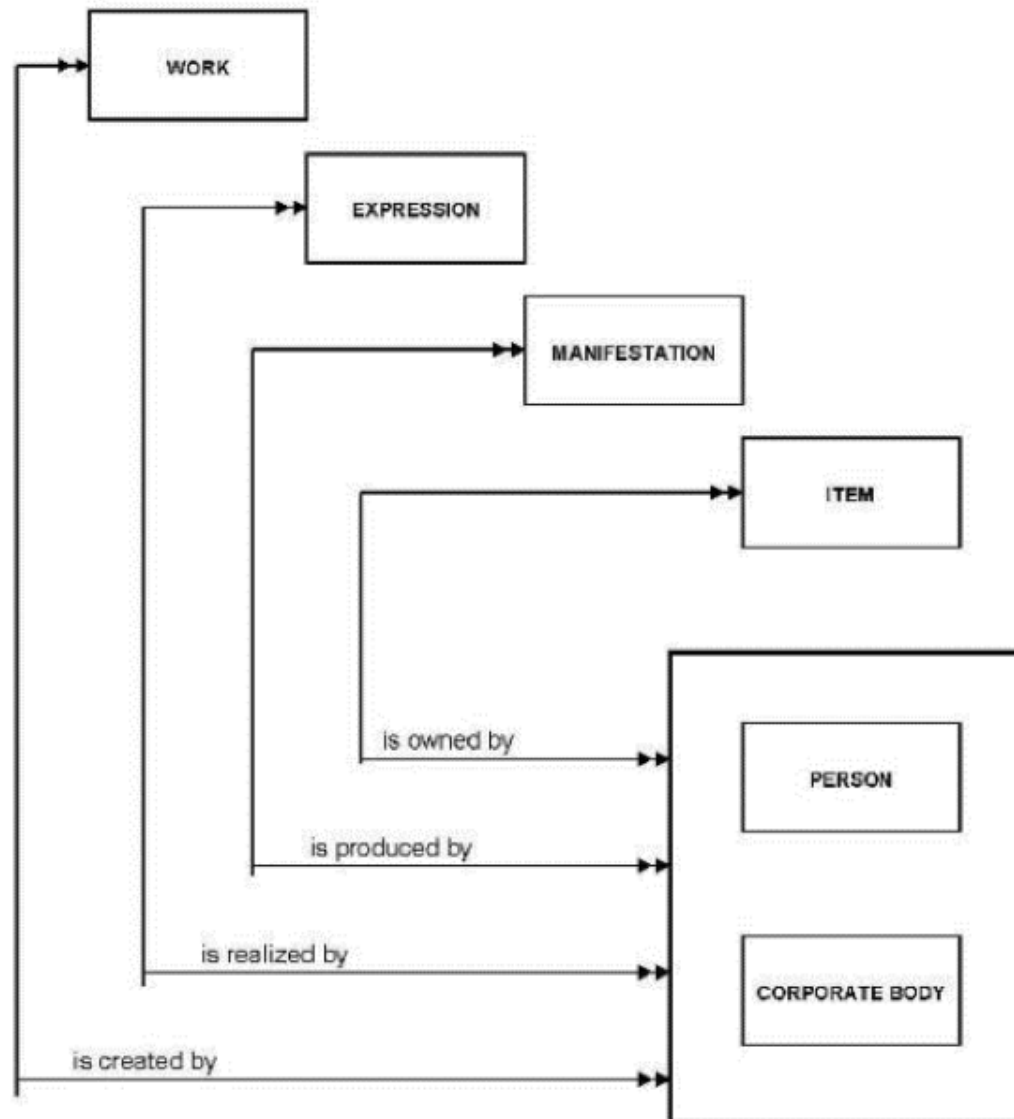 WORK
EXPRESSION
MANIFESTATION
ITEM
is owned by
PERSON
is produced by
is realized by
CORPORATE BODY
is created by